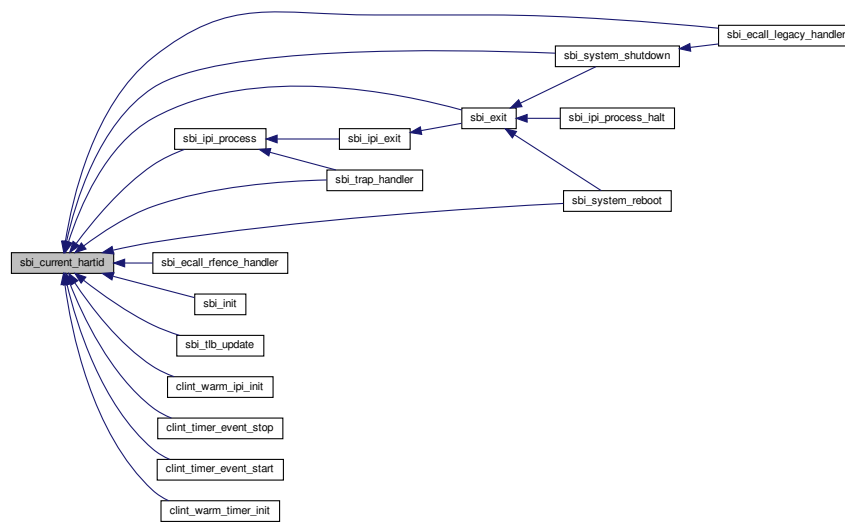 sbi_ecall_legacy_handler
sbi_system_shutdown
sbi_exit
sbi_ipi_process_halt
sbi_ipi_process
sbi_ipi_exit
sbi_trap_handler
sbi_system_reboot
sbi_current_hartid
sbi_ecall_rfence_handler
sbi_init
sbi_tlb_update
clint_warm_ipi_init
clint_timer_event_stop
clint_timer_event_start
clint_warm_timer_init